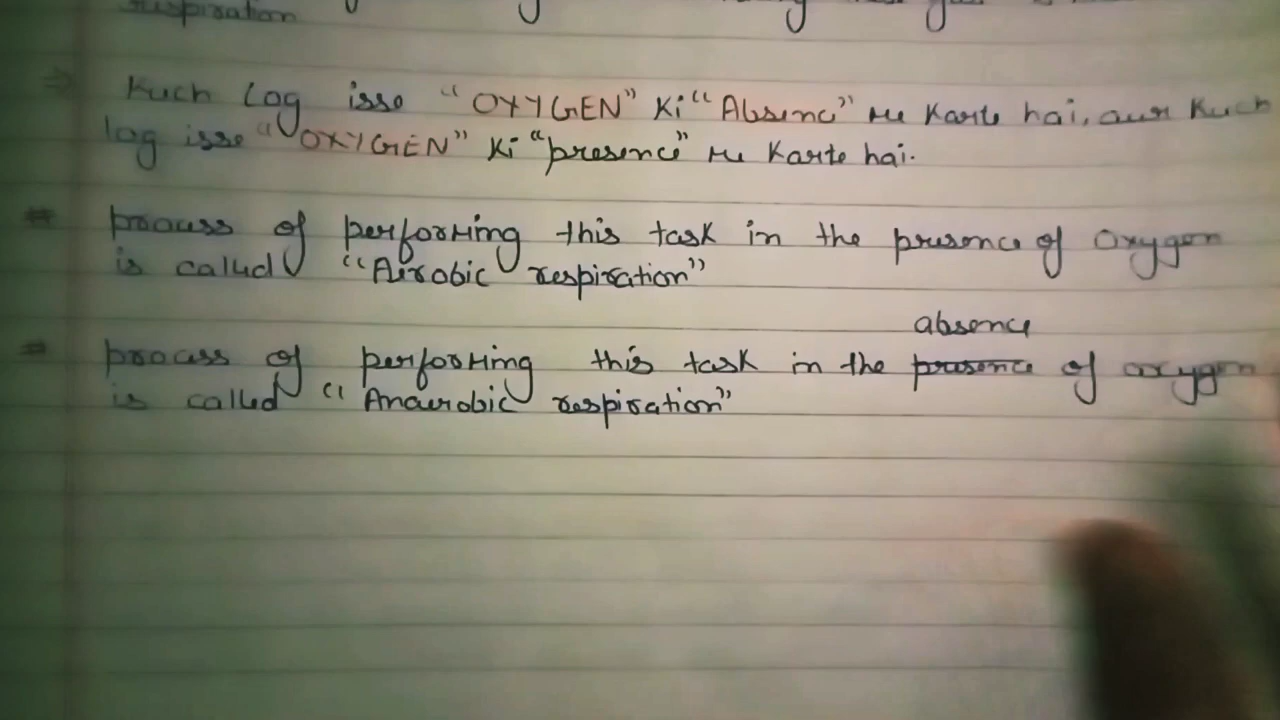 respiration
⇒ Kuch log isse "OXYGEN" Ki "Absence" me Karte hai, aur Kuch
log isse "OXYGEN" Ki "presence" me Karte hai.
# process of performing this task in the presence of oxygen
is called "Airobic respiration"
absence
# process of performing this task in the presence of oxygen
is called "Anaerobic respiration"